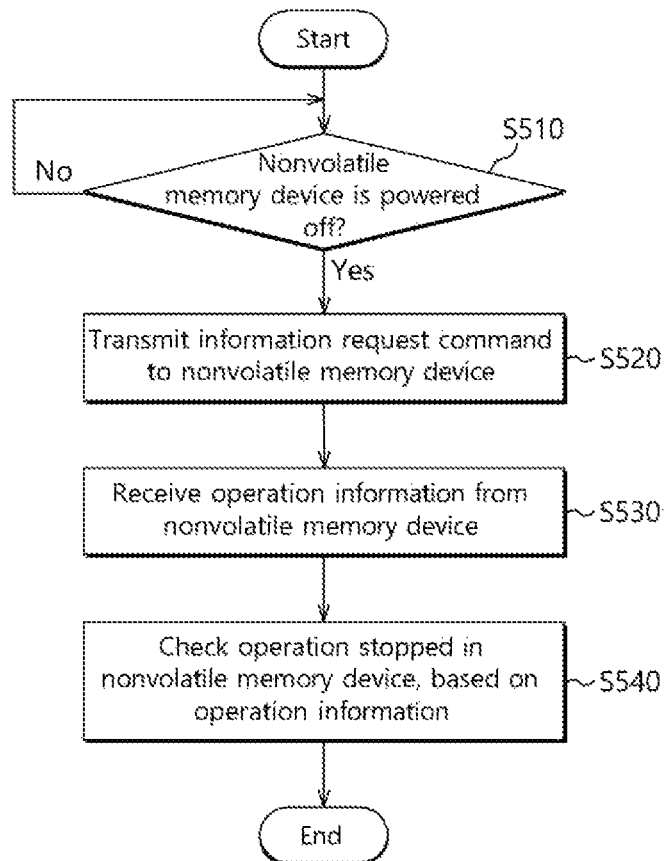 Start
S510
Nonvolatile
memory device is powered
off?
No
Yes
Transmit information request command
to nonvolatile memory device
S520
Receive operation information from
nonvolatile memory device
S530
Check operation stopped in
nonvolatile memory device, based on
operation information
S540
End